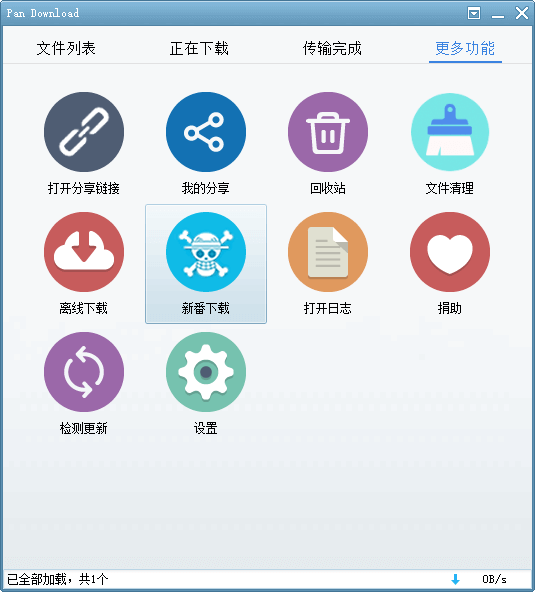 Pan Download
文件列表 正在下载 传输完成 更多功能
打开分享链接 我的分享 回收站 文件清理
离线下载 新番下载 打开日志 捐助
检测更新 设置
已全部加载，共1个 0B/s